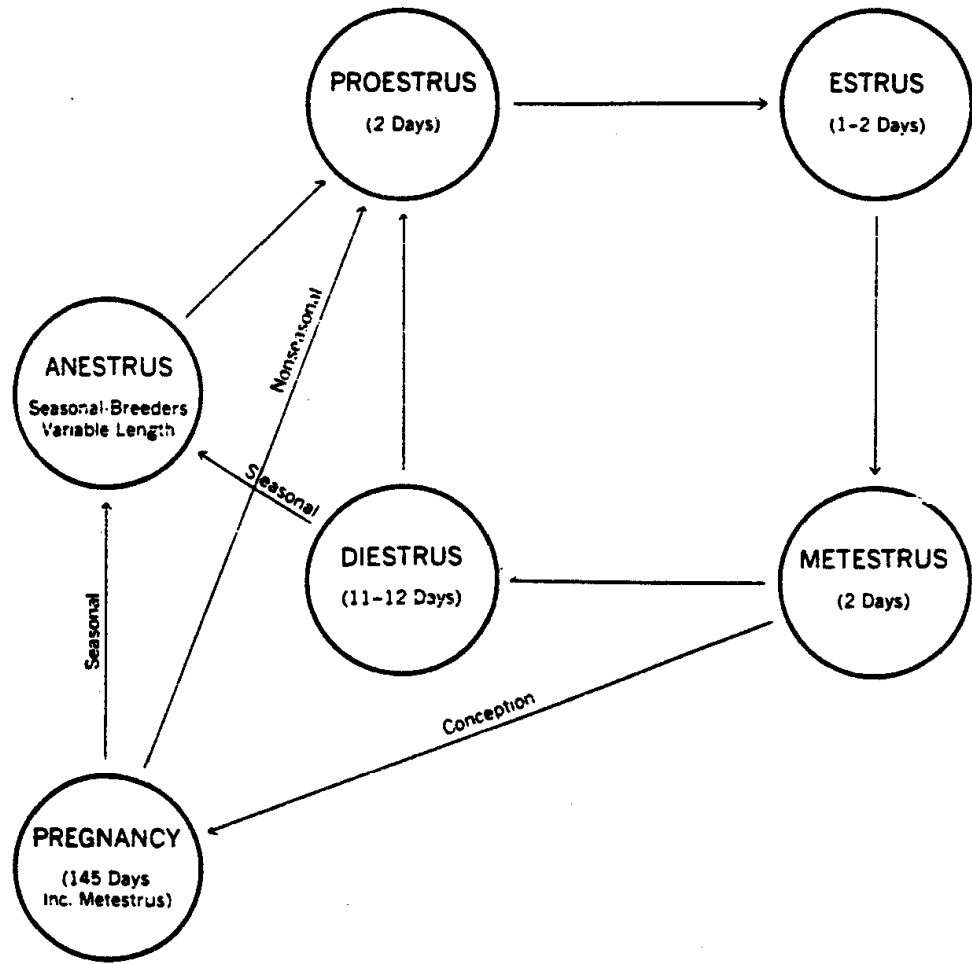 PROESTRUS
(2 Days)
ESTRUS
(1-2 Days)
Nonseasonal
ANESTRUS
Seasonal-Breeders
Variable Length
Seasonal
DIESTRUS
(11-12 Days)
METESTRUS
(2 Days)
Seasonal
Conception
PREGNANCY
(145 Days
Inc. Metestrus)